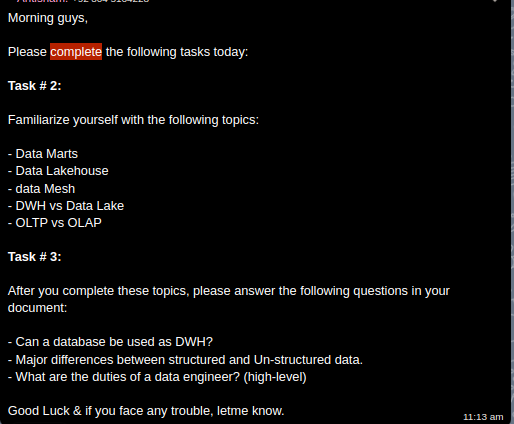 Morning guys,
Please complete the following tasks today:
Task # 2:
Familiarize yourself with the following topics:
- Data Marts
- Data Lakehouse
- data Mesh
- DWH vs Data Lake
- OLTP vs OLAP
Task # 3:
After you complete these topics, please answer the following questions in your
document:
- Can a database be used as DWH?
- Major differences between structured and Un-structured data.
- What are the duties of a data engineer? (high-level)
Good Luck & if you face any trouble, letme know.
11:13 am